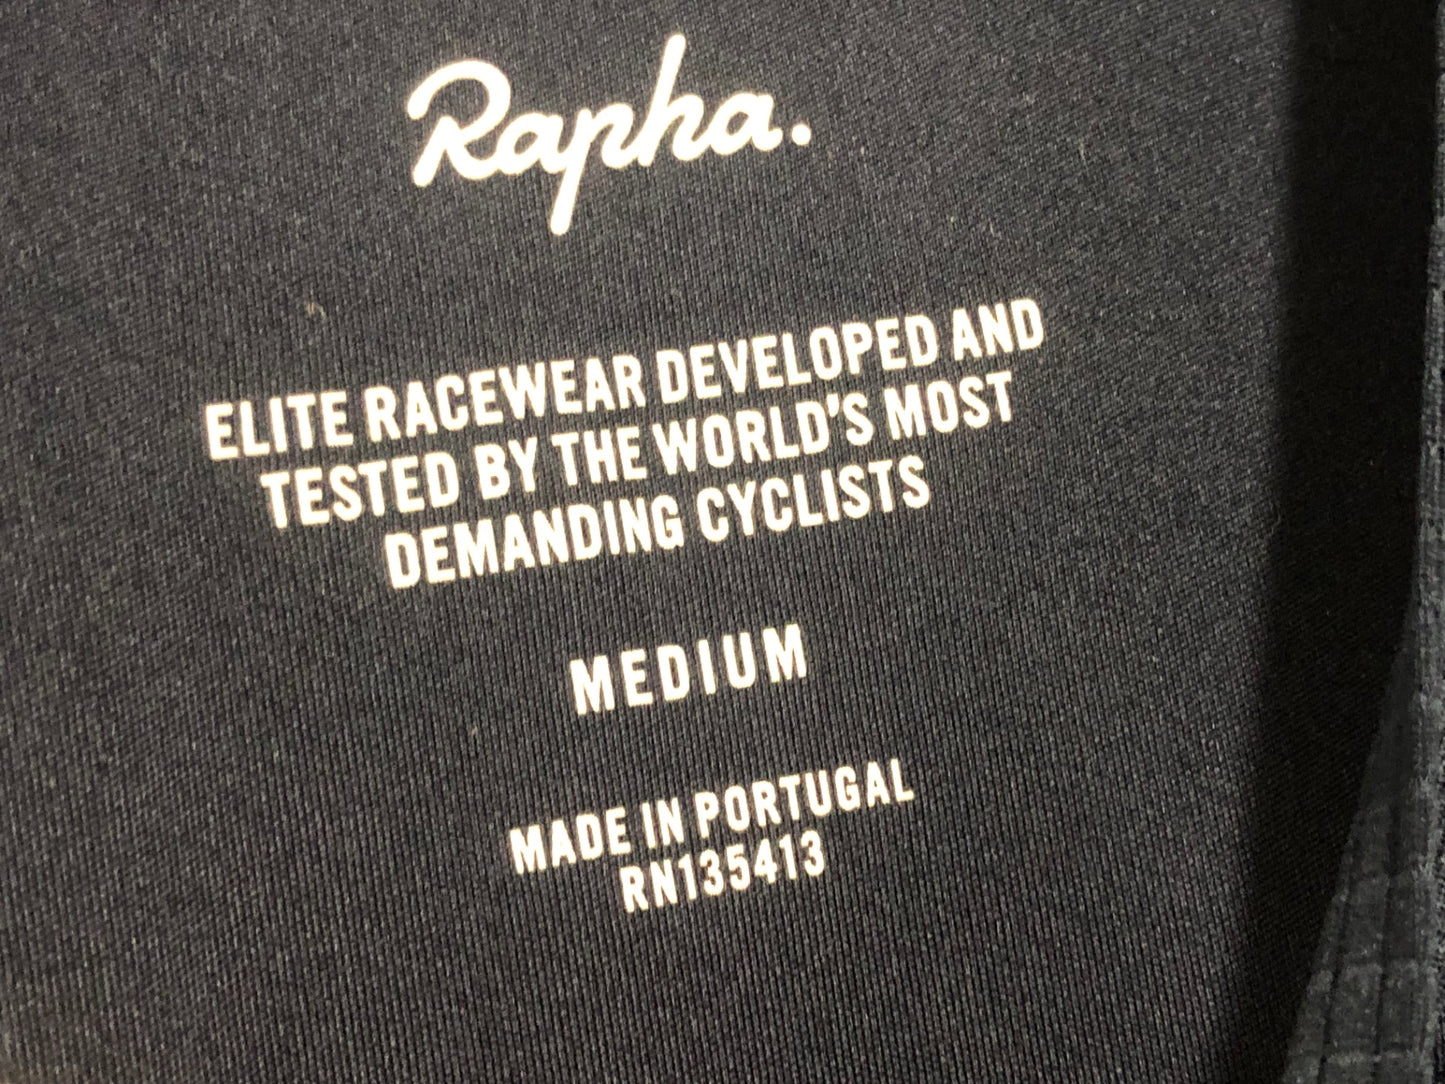 Rapha.
ELITE RACEWEAR DEVELOPED AND
TESTED BY THE WORLD'S MOST
DEMANDING CYCLISTS
MEDIUM
MADE IN PORTUGAL
RN135413